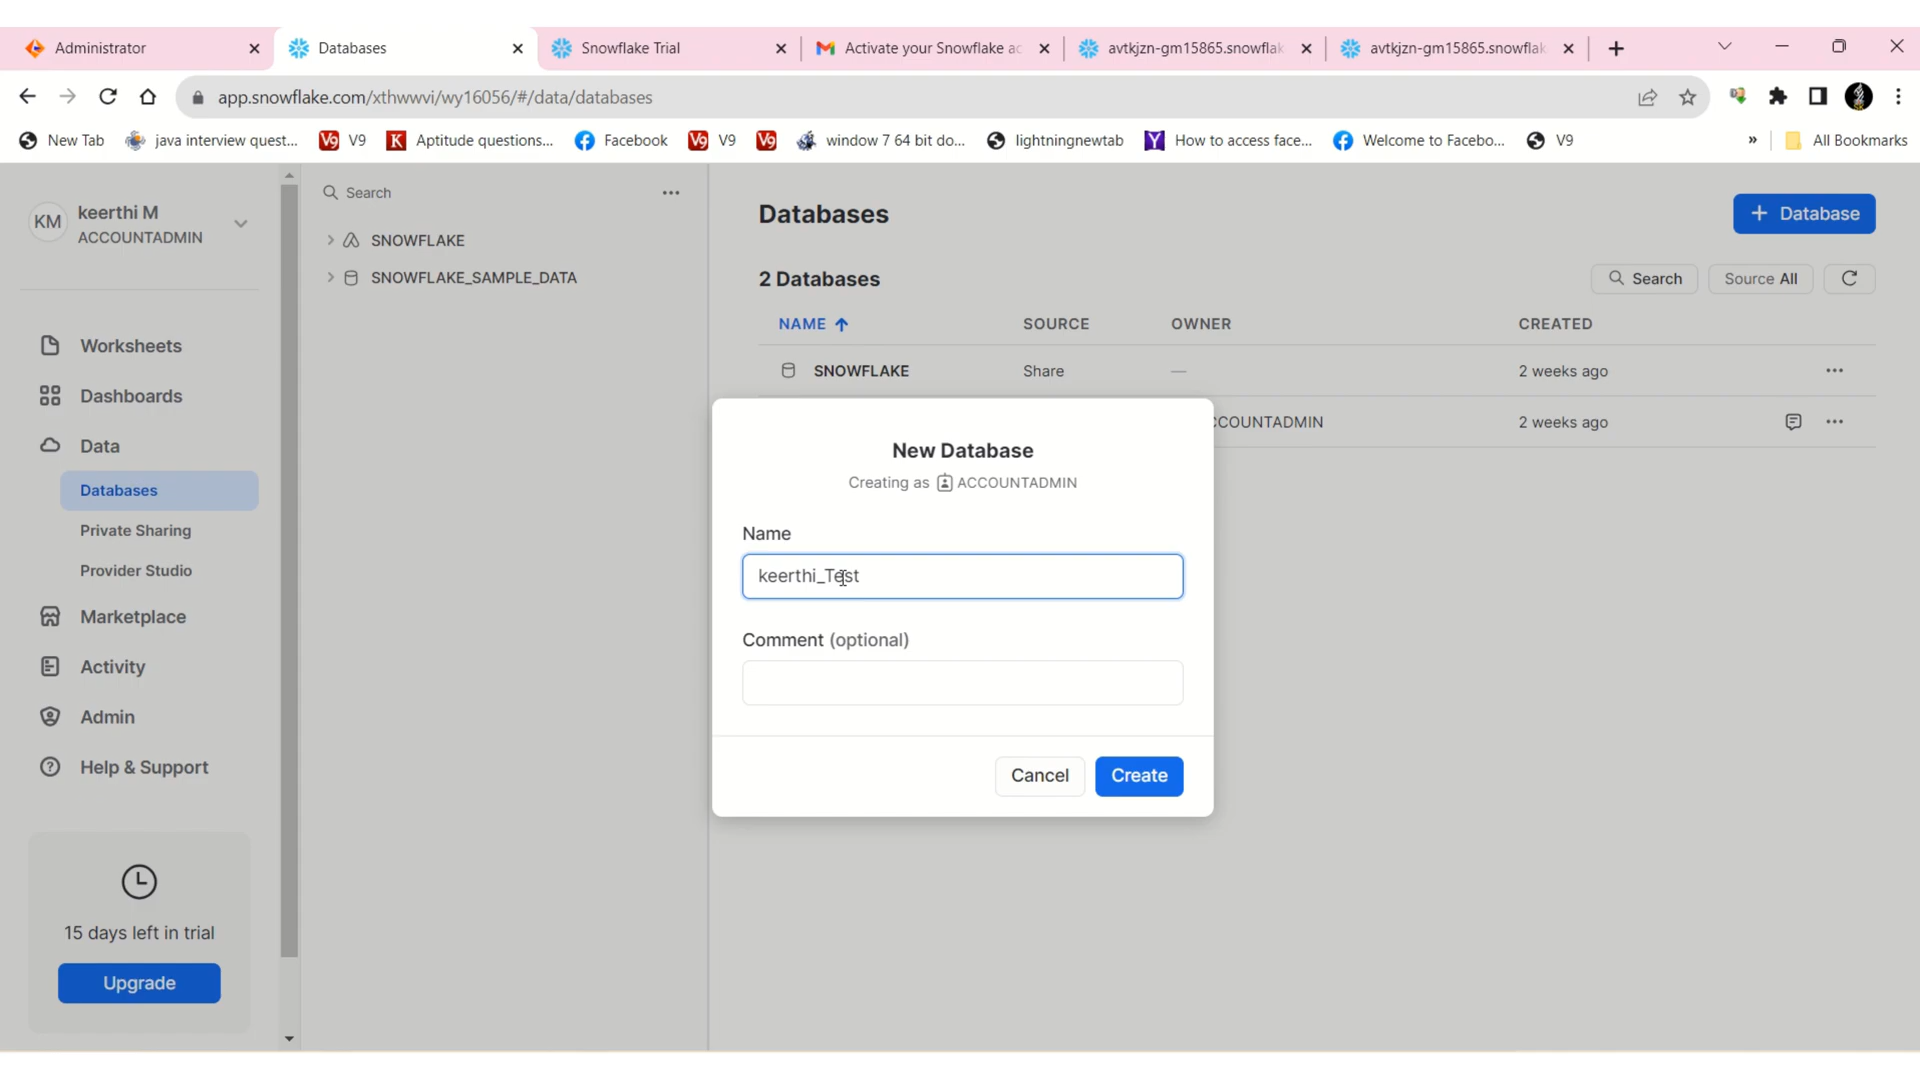 Administrator
Databases
Snowflake Trial
Activate your Snowflake ac
avtkjzn-gm15865.snowflak
avtkjzn-gm15865.snowflak
app.snowflake.com/xthwwvi/wy16056/#/data/databases
New Tab
java interview quest...
V9
Aptitude questions...
Facebook
V9
window 7 64 bit do...
lightningnewtab
How to access face...
Welcome to Facebo...
V9
»
All Bookmarks
KM
keerthi M
ACCOUNTADMIN
Worksheets
Dashboards
Data
Databases
Private Sharing
Provider Studio
Marketplace
Activity
Admin
Help & Support
15 days left in trial
Upgrade
Search
SNOWFLAKE
SNOWFLAKE_SAMPLE_DATA
Databases
+ Database
2 Databases
Search
Source All
NAME
SOURCE
OWNER
CREATED
SNOWFLAKE
Share
—
2 weeks ago
CCOUNTADMIN
2 weeks ago
New Database
Creating as ACCOUNTADMIN
Name
keerthi_Test
Comment (optional)
Cancel
Create